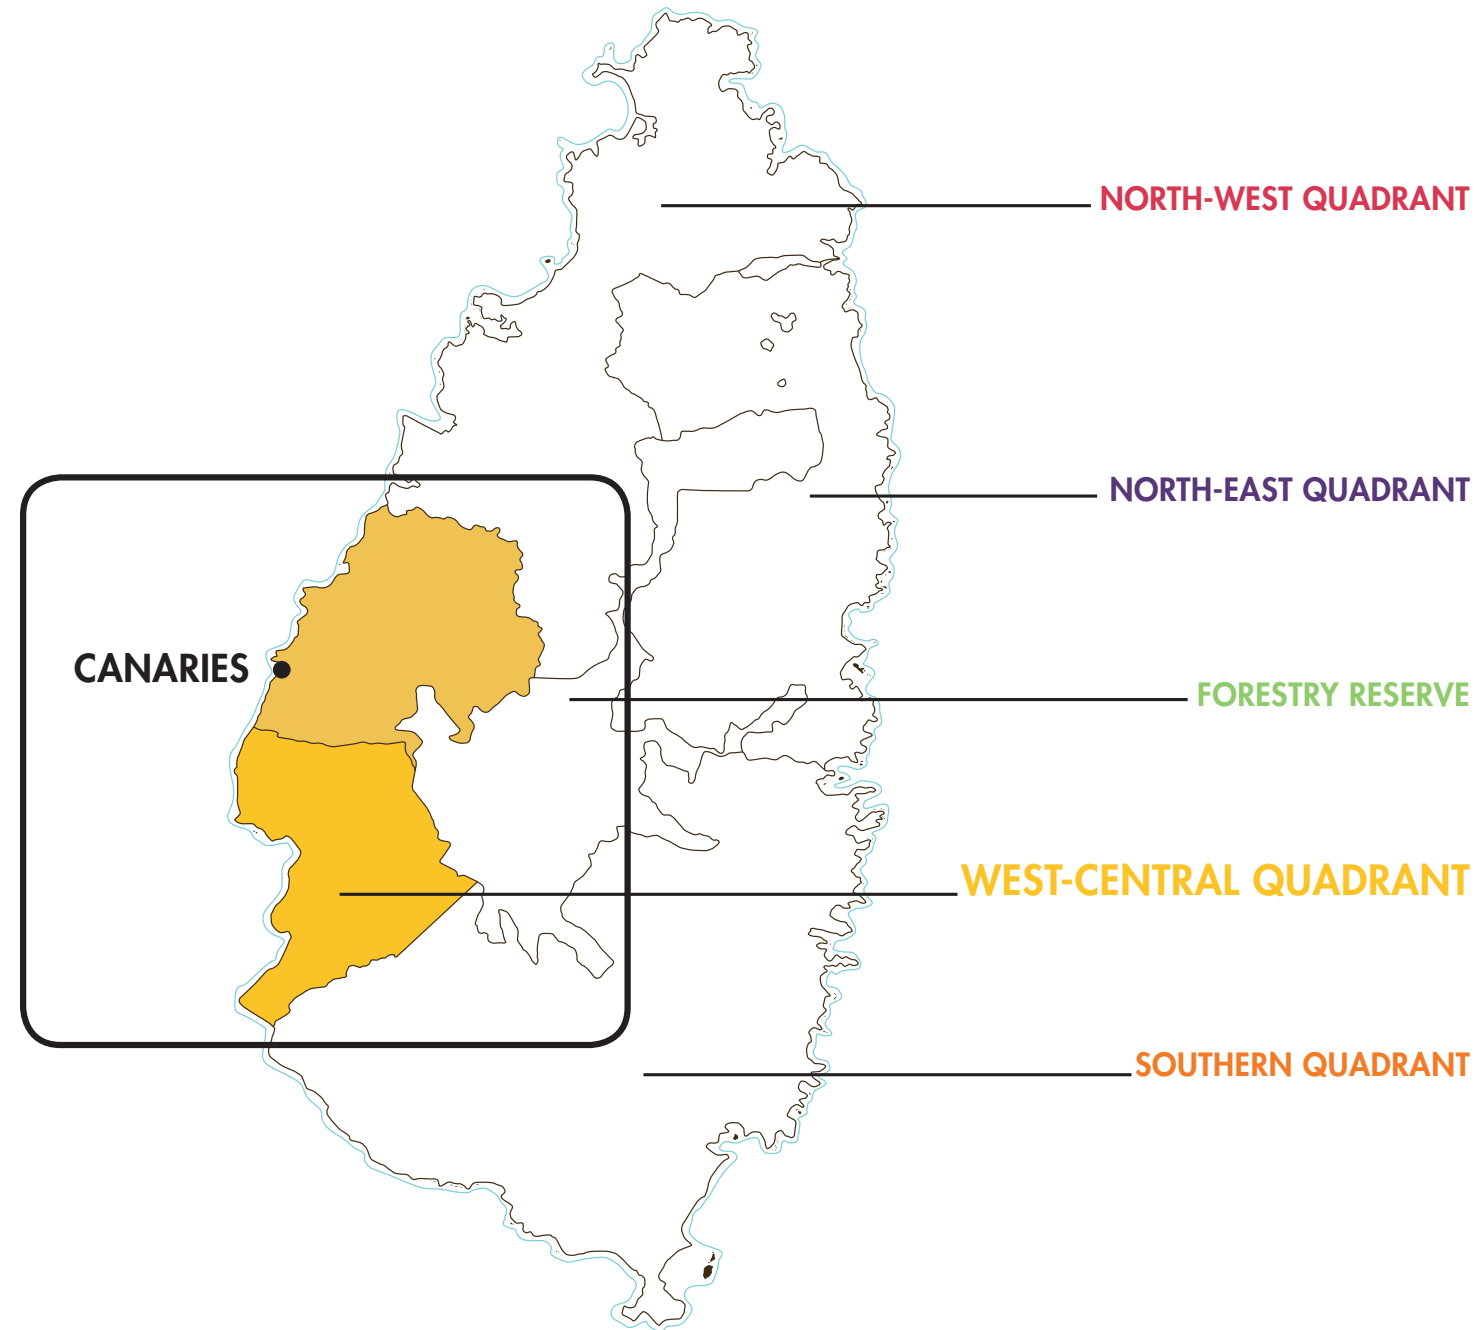 NORTH-WEST QUADRANT
NORTH-EAST QUADRANT
CANARIES
FORESTRY RESERVE
WEST-CENTRAL QUADRANT
SOUTHERN QUADRANT